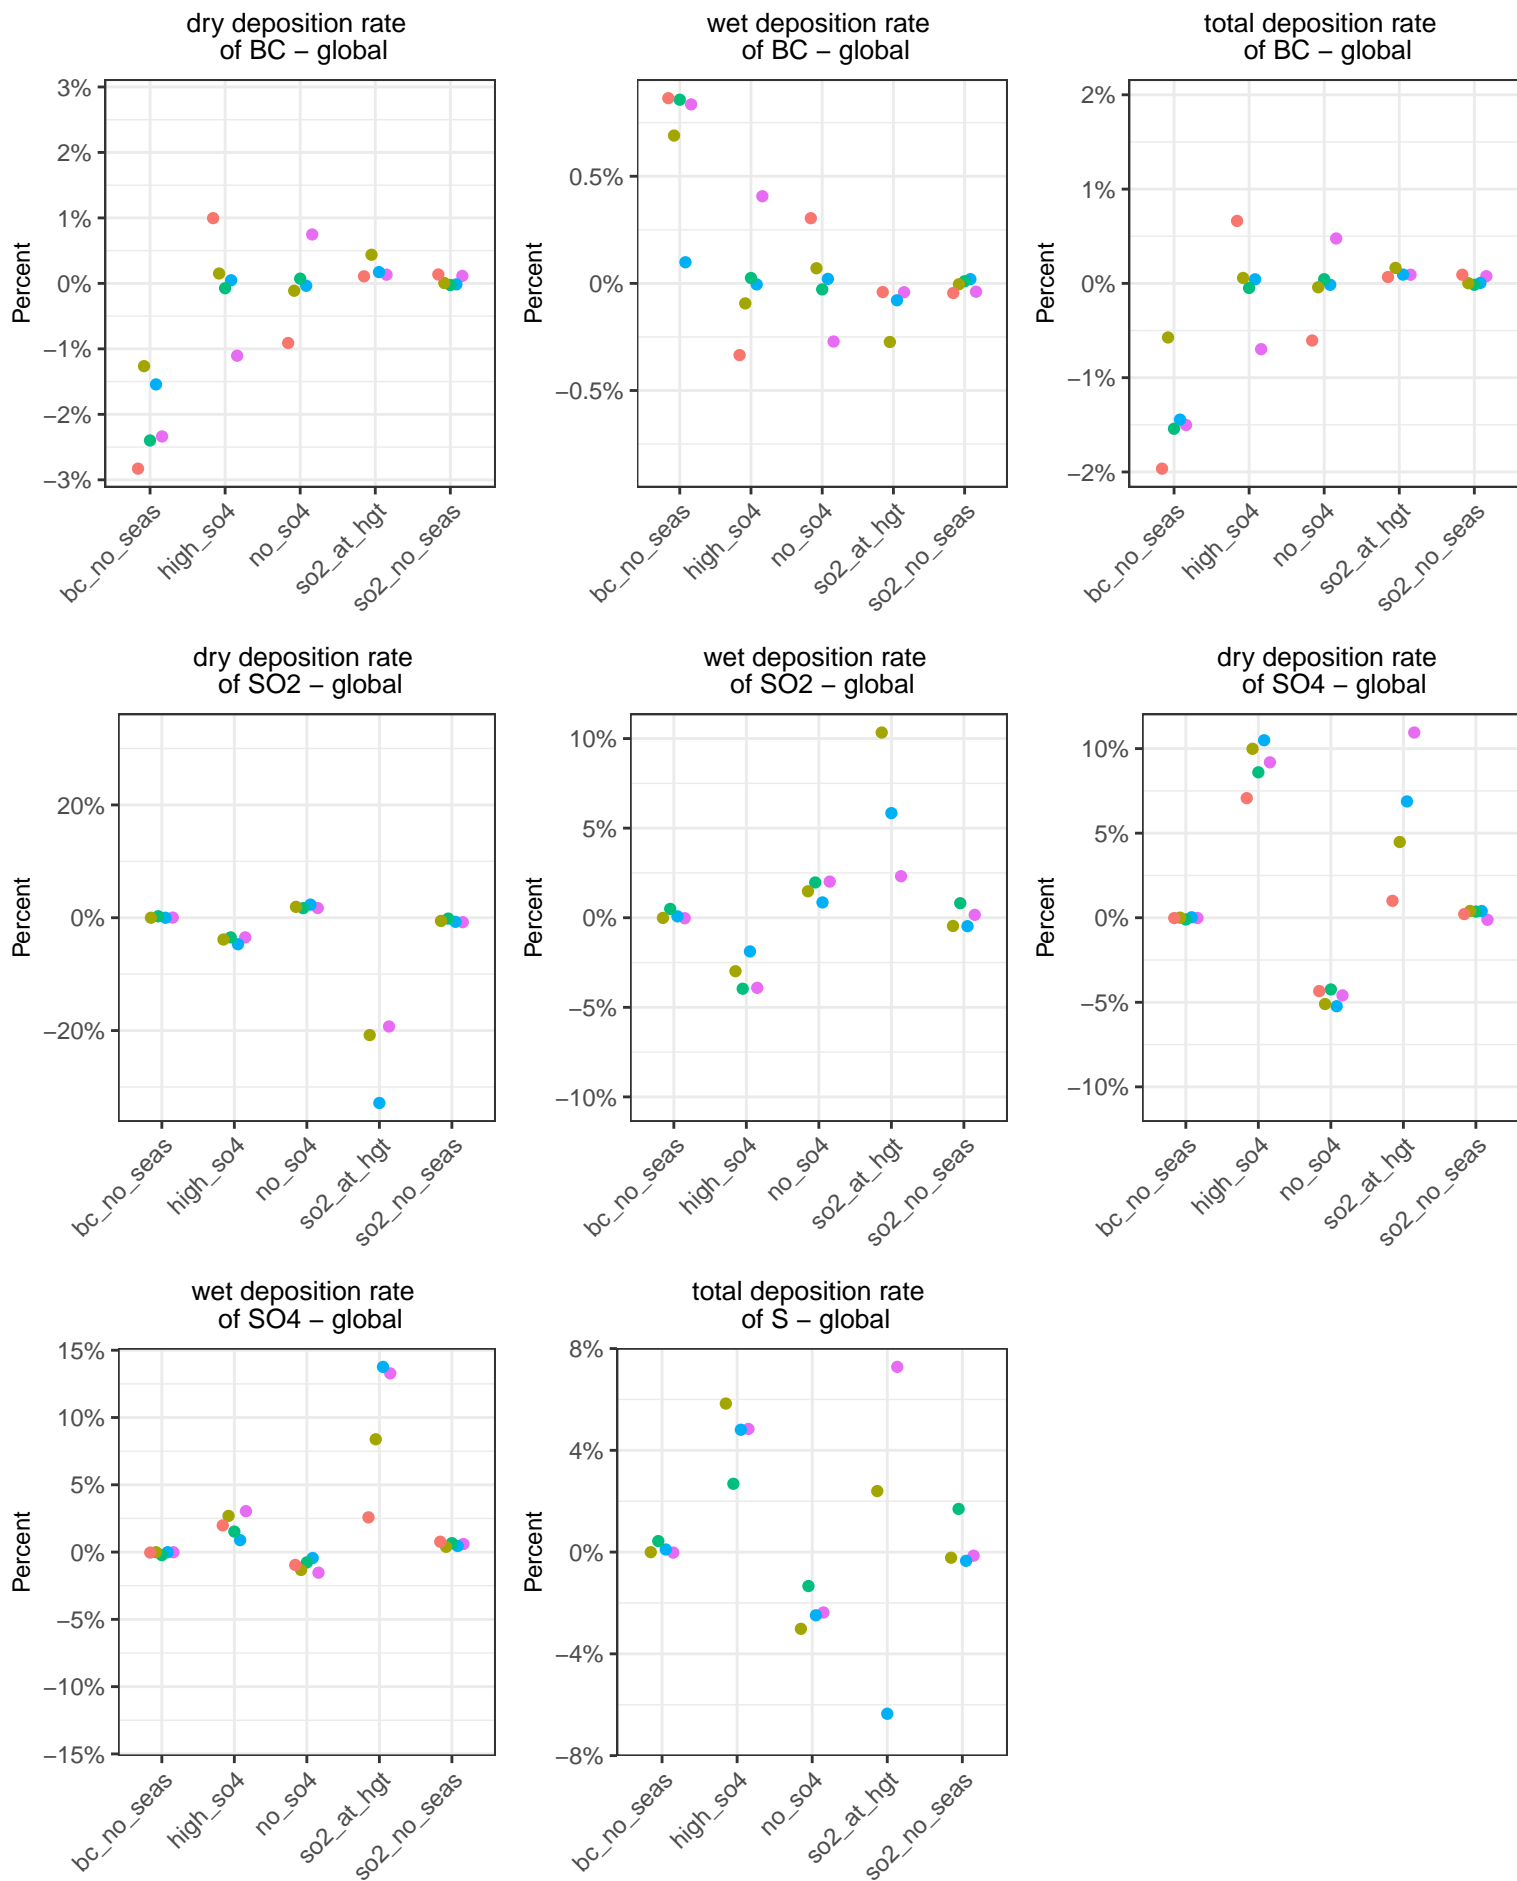 dry deposition rate
of BC – global
Percent
3%
2%
1%
0%
−1%
−2%
−3%
bc_no_seas
high_so4
no_so4
so2_at_hgt
so2_no_seas
wet deposition rate
of BC – global
0.5%
0.0%
−0.5%
bc_no_seas
high_so4
no_so4
so2_at_hgt
so2_no_seas
total deposition rate
of BC – global
Percent
2%
1%
0%
−1%
−2%
bc_no_seas
high_so4
no_so4
so2_at_hgt
so2_no_seas
dry deposition rate
of SO2 – global
Percent
20%
0%
−20%
bc_no_seas
high_so4
no_so4
so2_at_hgt
so2_no_seas
wet deposition rate
of SO2 – global
Percent
10%
5%
0%
−5%
−10%
bc_no_seas
high_so4
no_so4
so2_at_hgt
so2_no_seas
dry deposition rate
of SO4 – global
Percent
10%
5%
0%
−5%
−10%
bc_no_seas
high_so4
no_so4
so2_at_hgt
so2_no_seas
wet deposition rate
of SO4 – global
Percent
15%
10%
5%
0%
−5%
−10%
−15%
bc_no_seas
high_so4
no_so4
so2_at_hgt
so2_no_seas
total deposition rate
of S – global
Percent
8%
4%
0%
−4%
−8%
bc_no_seas
high_so4
no_so4
so2_at_hgt
so2_no_seas